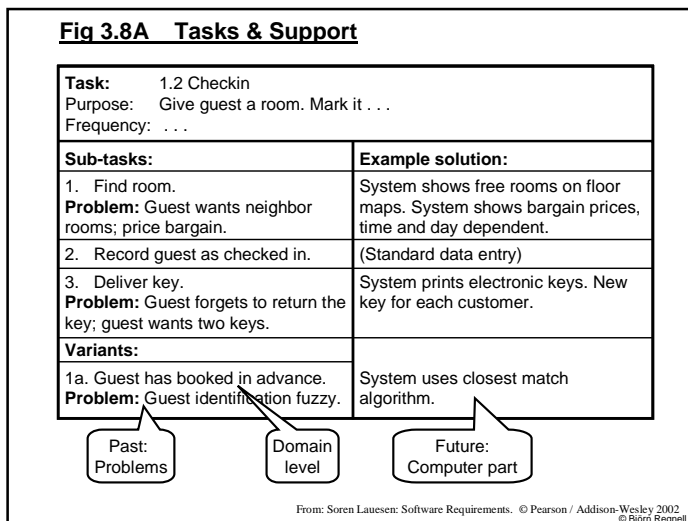 Fig 3.8A Tasks & Support
Task: 1.2 Checkin
Purpose: Give guest a room. Mark it . . .
Frequency: . . .
Sub-tasks:
Example solution:
1. Find room.
Problem: Guest wants neighbor
rooms; price bargain.
System shows free rooms on floor
maps. System shows bargain prices,
time and day dependent.
2. Record guest as checked in.
(Standard data entry)
3. Deliver key.
Problem: Guest forgets to return the
key; guest wants two keys.
System prints electronic keys. New
key for each customer.
Variants:
1a. Guest has booked in advance.
Problem: Guest identification fuzzy.
System uses closest match
algorithm.
Past:
Problems
Domain
level
Future:
Computer part
From: Soren Lauesen: Software Requirements. © Pearson / Addison-Wesley 2002
© Björn Regnell